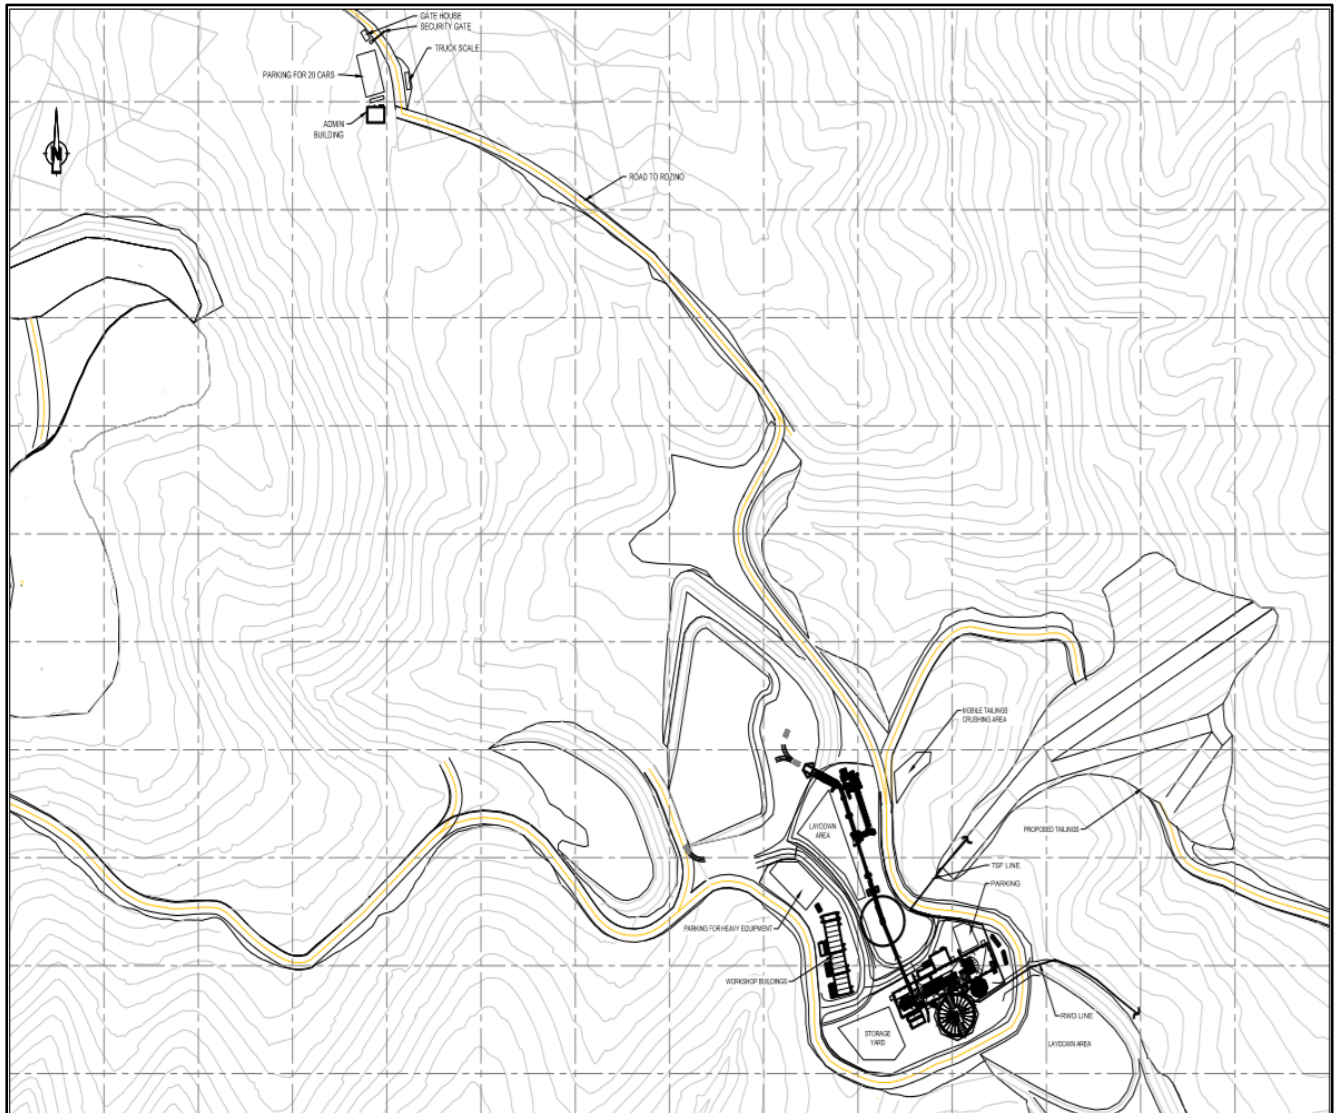 GATE HOUSE
SECURITY GATE
TRUCK SCALE
PARKING FOR 20 CARS
ADMIN
BUILDING
N
ROAD TO ROZINO
MOBILE TAILINGS
CRUSHING AREA
LAYDOWN
AREA
PROPOSED TAILINGS
TSF LINE
PARKING
PARKING FOR HEAVY EQUIPMENT
WORKSHOP BUILDINGS
RWD LINE
STORAGE
YARD
LAYDOWN AREA